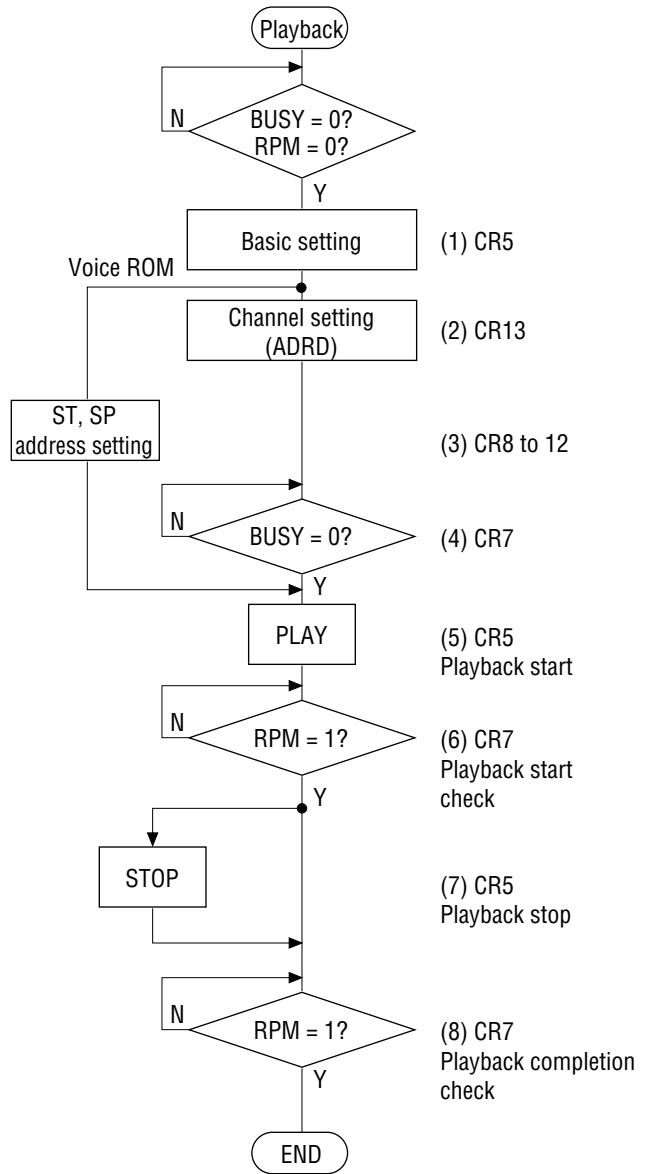 Playback
N
BUSY = 0?
RPM = 0?
Y
Basic setting
(1) CR5
Voice ROM
Channel setting
(ADRD)
(2) CR13
ST, SP
address setting
(3) CR8 to 12
N
BUSY = 0?
(4) CR7
Y
PLAY
(5) CR5
Playback start
N
RPM = 1?
(6) CR7
Playback start
check
Y
STOP
(7) CR5
Playback stop
N
RPM = 1?
(8) CR7
Playback completion
check
Y
END